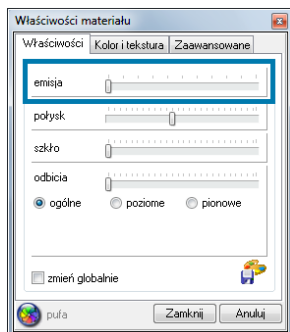 Właściwości materiału
Właściwości Kolor i tekstura Zaawansowane
emisja
połysk
szkło
odbicia
ogólne poziome pionowe
zmień globalnie
pufa Zamknij Anuluj